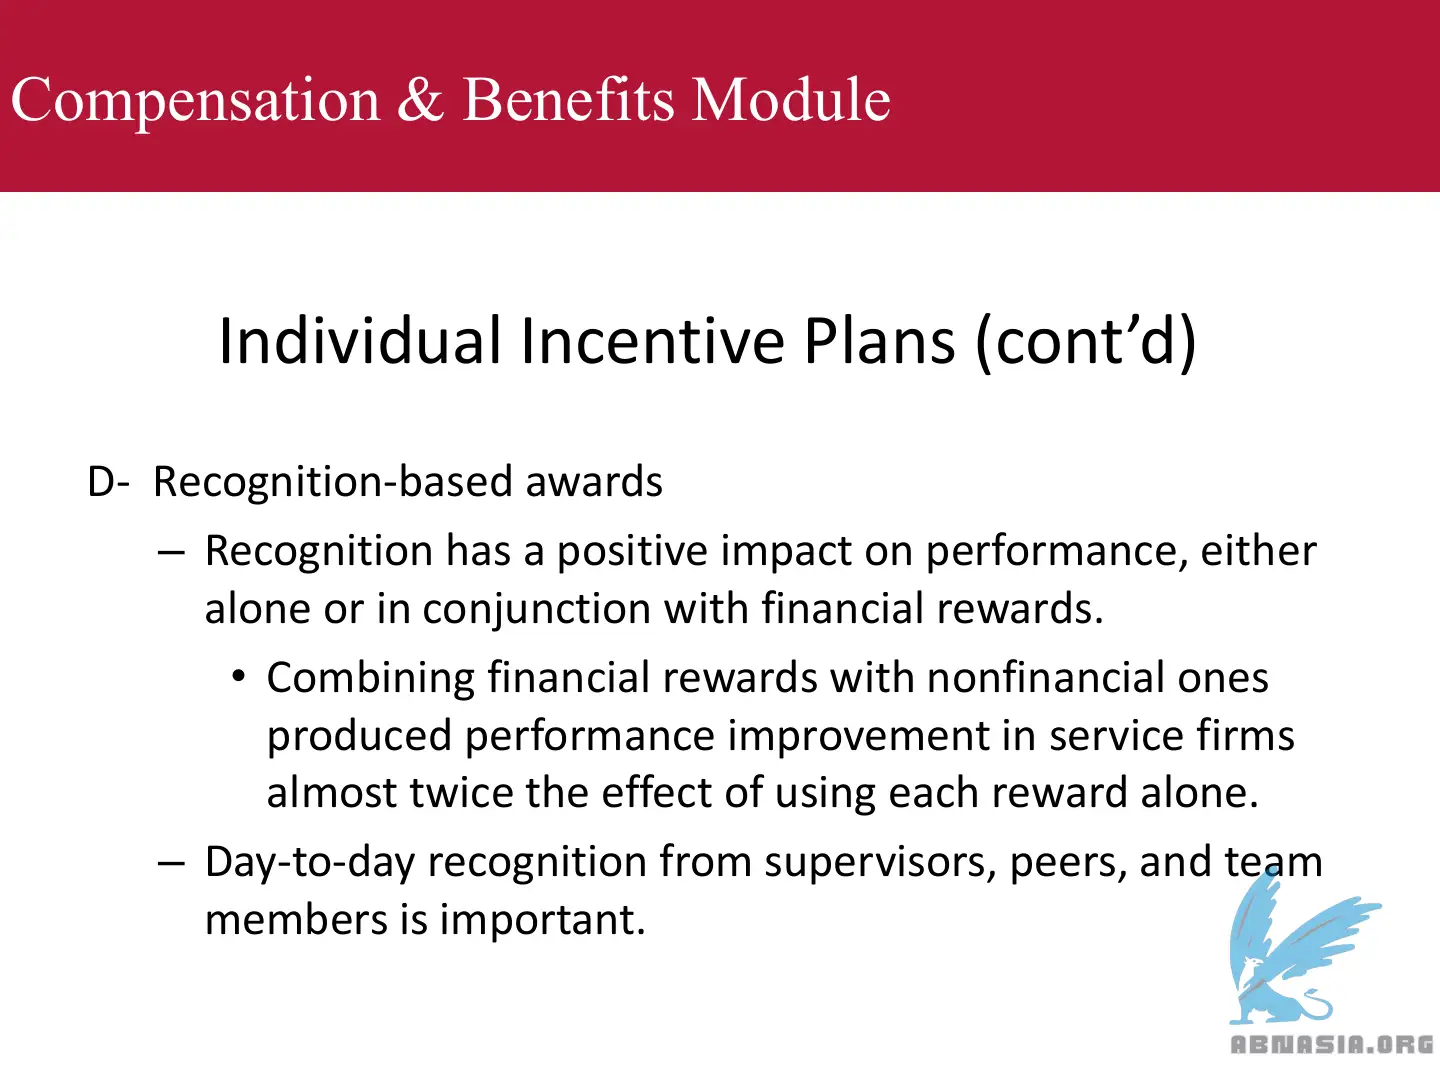 Compensation & Benefits Module
Individual Incentive Plans (cont’d)
D- Recognition-based awards
– Recognition has a positive impact on performance, either
alone or in conjunction with financial rewards.
• Combining financial rewards with nonfinancial ones
produced performance improvement in service firms
almost twice the effect of using each reward alone.
– Day-to-day recognition from supervisors, peers, and team
members is important.
ABNASIA.ORG